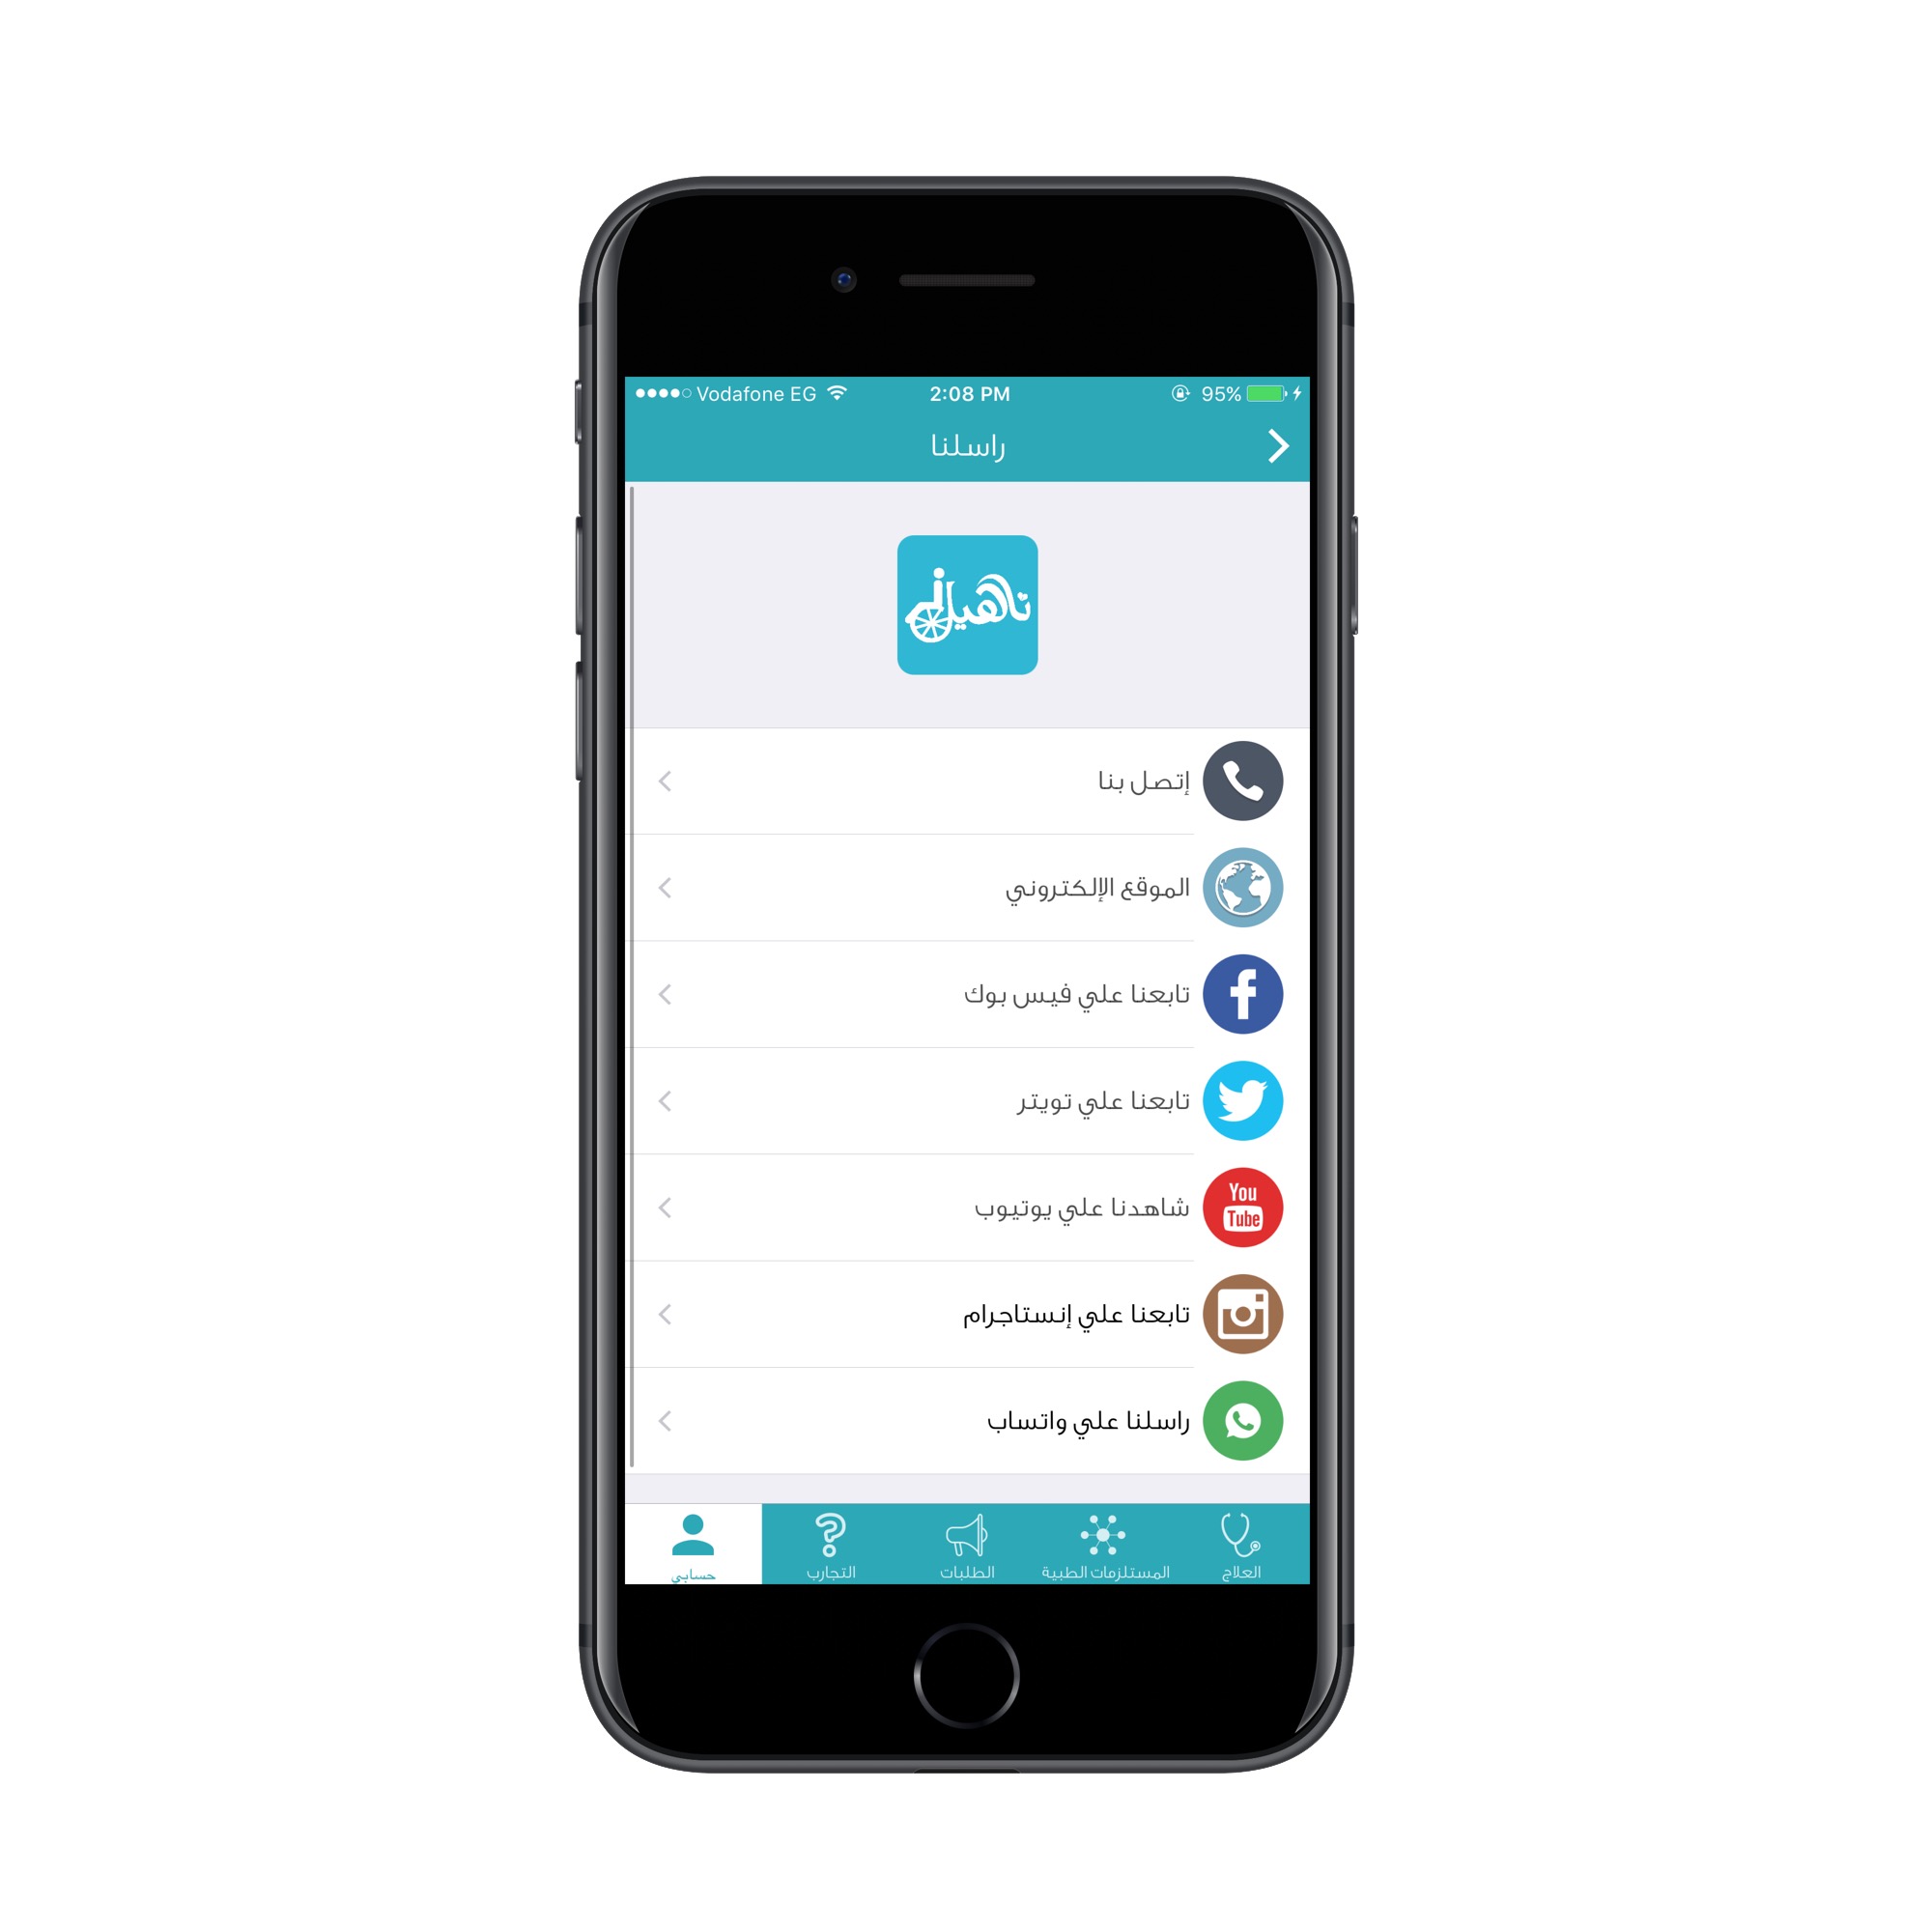 Vodafone EG 2:08 PM 95%
راسلنا
تاهيل
إتصل بنا
الموقع الإلكتروني
تابعنا علي فيس بوك
تابعنا علي تويتر
You
Tube
شاهدنا علي يوتيوب
تابعنا علي إنستاجرام
راسلنا علي واتساب
العلاج
المستلزمات الطبية
الطلبات
التجارب
حسابي